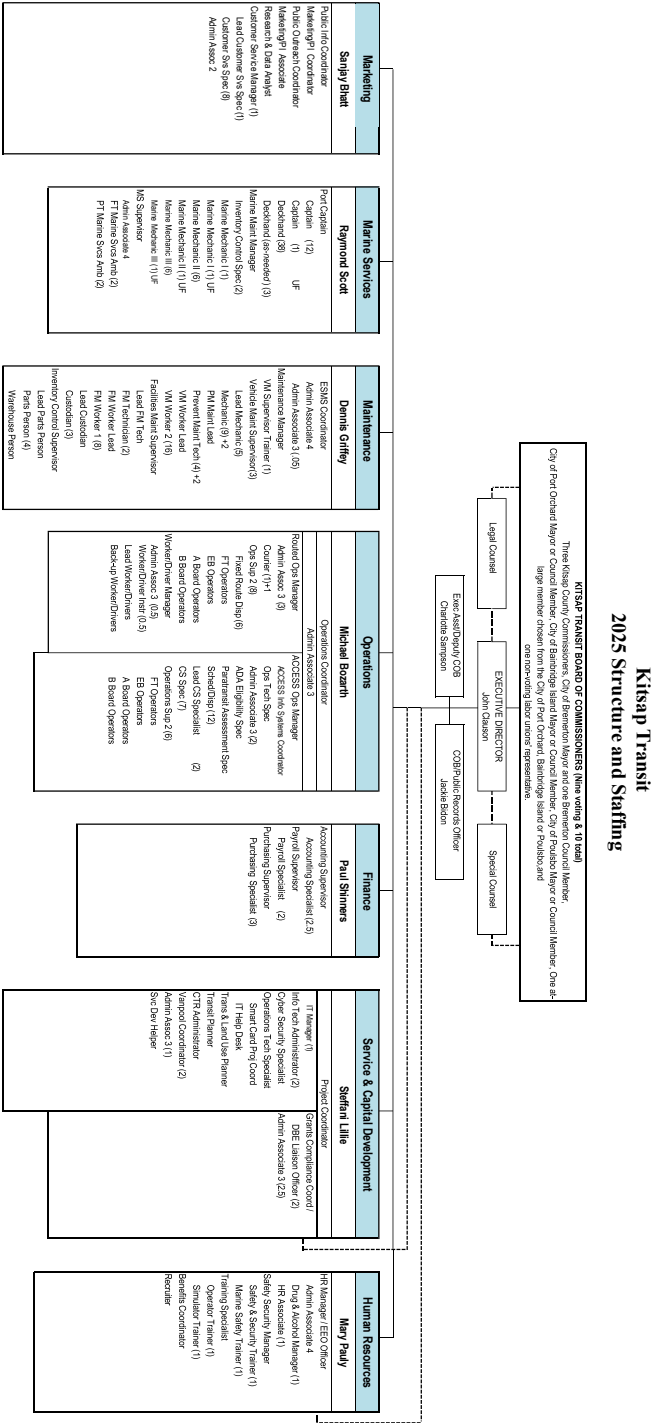 Kitsap Transit
2025 Structure and Staffing
KITSAP TRANSIT BOARD OF COMMISSIONERS (Nine voting & 10 total)
Three Kitsap County Commissioners, City of Bremerton Mayor and one Bremerton Council Member,
City of Port Orchard Mayor or Council Member, City of Bainbridge Island Mayor or Council Member, City of Poulsbo Mayor or Council Member, One at-
large member chosen from the City of Port Orchard, Bainbridge Island or Poulsbo,and
one non-voting labor unions' representative.
Legal Counsel
EXECUTIVE DIRECTOR
John Clauson
Special Counsel
Exec Asst/Deputy COB
Charlotte Sampson
COB/Public Records Officer
Jackie Bidon
Marketing
Sanjay Bhatt
Public Info Coordinator
Marketing/PI Coordinator
Public Outreach Coordinator
Marketing/PI Associate
Research & Data Analyst
Customer Service Manager (1)
Lead Customer Svs Spec (1)
Customer Svs Spec (8)
Admin Assoc 2
Marine Services
Raymond Scott
Port Captain
Captain (12)
Captain (1) UF
Deckhand (38)
Deckhand (as-needed) (3)
Marine Maint Manager
Inventory Control Spec (2)
Marine Mechanic I (1)
Marine Mechanic I (1) UF
Marine Mechanic II (6)
Marine Mechanic II (1) UF
Marine Mechanic III (6)
Marine Mechanic III (1) UF
MS Supervisor
Admin Associate 4
FT Marine Svcs Amb (2)
PT Marine Svcs Amb (2)
Maintenance
Dennis Griffey
ESMS Coordinator
Admin Associate 4
Admin Associate 3 (.05)
Maintenance Manager
VM Supervisor Trainer (1)
Vehicle Maint Supervisor(3)
Lead Mechanic (5)
Mechanic (9) +2
PM Maint Lead
Prevent Maint Tech (4) +2
VM Worker Lead
VM Worker 2 (16)
Facilities Maint Supervisor
Lead FM Tech
FM Technician (2)
FM Worker Lead
FM Worker 1 (8)
Lead Custodian
Custodian (3)
Inventory Control Supervisor
Lead Parts Person
Parts Person (4)
Warehouse Person
Operations
Michael Bozarth
Operations Coordinator
Admin Associate 3
Routed Ops Manager
Admin Assoc 3 (3)
Courier (1)+1
Ops Sup 2 (8)
Fixed Route Disp (6)
FT Operators
EB Operators
A Board Operators
B Board Operators
Worker/Driver Manager
Admin Assoc 3 (0.5)
Worker/Driver Instr (0.5)
Lead Worker/Drivers
Back-up Worker/Drivers
ACCESS Ops Manager
ACCESS Info Systems Coordinator
Ops Tech Spec
Admin Associate 3 (2)
ADA Eligibility Spec
Paratransit Assessment Spec
Sched/Disp (12)
Lead CS Specialist (2)
CS Spec (7)
Operations Sup 2 (6)
FT Operators
EB Operators
A Board Operators
B Board Operators
Finance
Paul Shinners
Accounting Supervisor
Accounting Specialist (2.5)
Payroll Supervisor
Payroll Specialist (2)
Purchasing Supervisor
Purchasing Specialist (3)
Service & Capital Development
Steffani Lillie
Project Coordinator
IT Manager (1)
Info Tech Administrator (2)
Cyber Security Specialist
Operations Tech Specialist
Smart Card Proj Coord
IT Help Desk
Trans & Land Use Planner
Transit Planner
CTR Administrator
Vanpool Coordinator (2)
Admin Assoc 3 (1)
Svc Dev Helper
Grants Compliance Coord /
DBE Liaison Officer (2)
Admin Associate 3 (2.5)
Human Resources
Mary Pauly
HR Manager / EEO Officer
Admin Associate 4
Drug & Alcohol Manager (1)
HR Associate (1)
Safety Security Manager
Safety & Security Trainer (1)
Marine Safety Trainer (1)
Training Specialist
Operator Trainer (1)
Simulator Trainer (1)
Benefits Coordinator
Recruiter